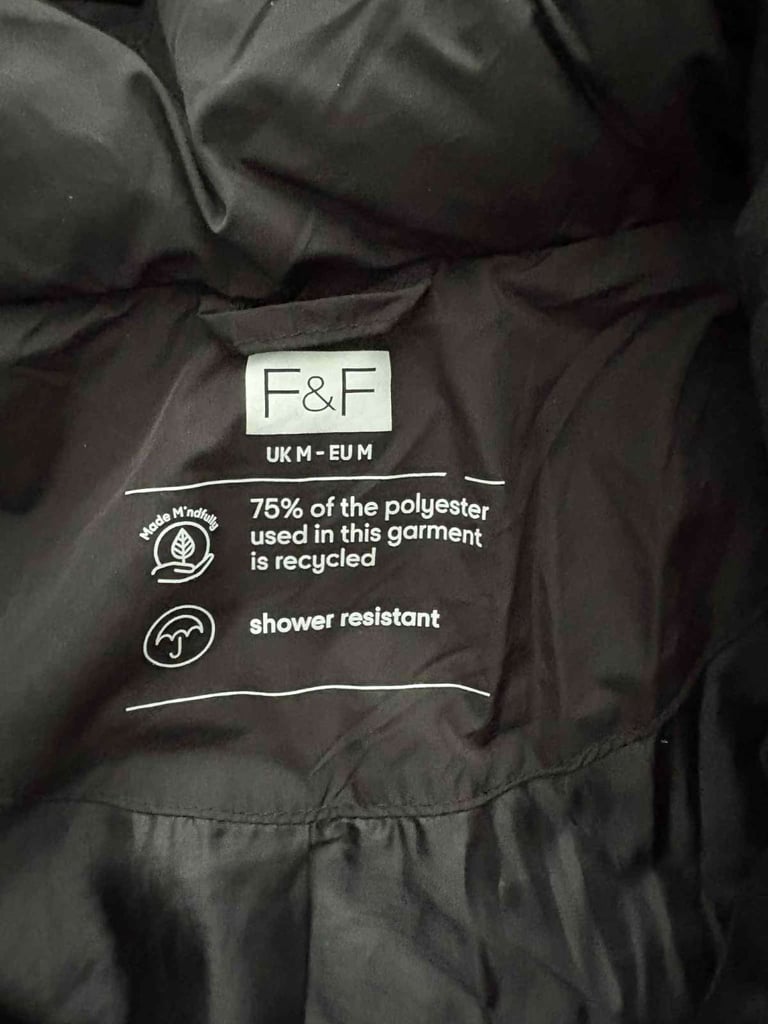 F&F
UK M - EU M
Made M'ndfully
75% of the polyester
used in this garment
is recycled
shower resistant